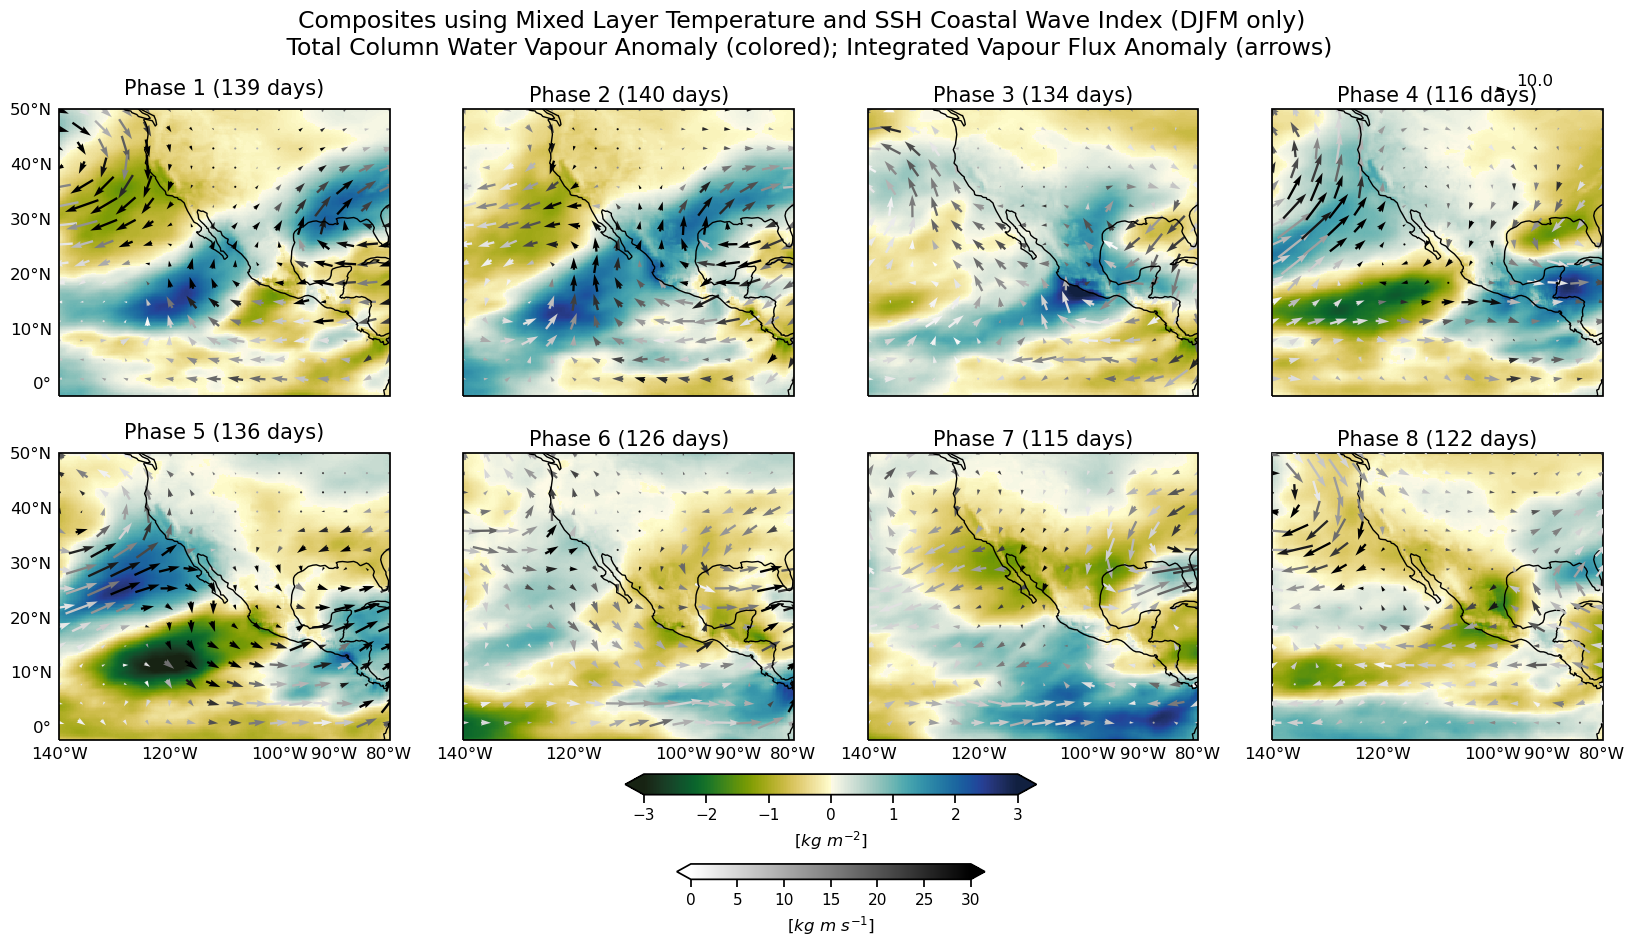 Composites using Mixed Layer Temperature and SSH Coastal Wave Index (DJFM only)
Total Column Water Vapour Anomaly (colored); Integrated Vapour Flux Anomaly (arrows)
Phase 1 (139 days)
Phase 2 (140 days)
Phase 3 (134 days)
Phase 4 (116 days)
10.0
50°N
40°N
30°N
20°N
10°N
0°
Phase 5 (136 days)
Phase 6 (126 days)
Phase 7 (115 days)
Phase 8 (122 days)
50°N
40°N
30°N
20°N
10°N
0°
140°W 120°W 100°W 90°W 80°W
140°W 120°W 100°W 90°W 80°W
140°W 120°W 100°W 90°W 80°W
140°W 120°W 100°W 90°W 80°W
−3 −2 −1 0 1 2 3
[kg m⁻²]
0 5 10 15 20 25 30
[kg m s⁻¹]